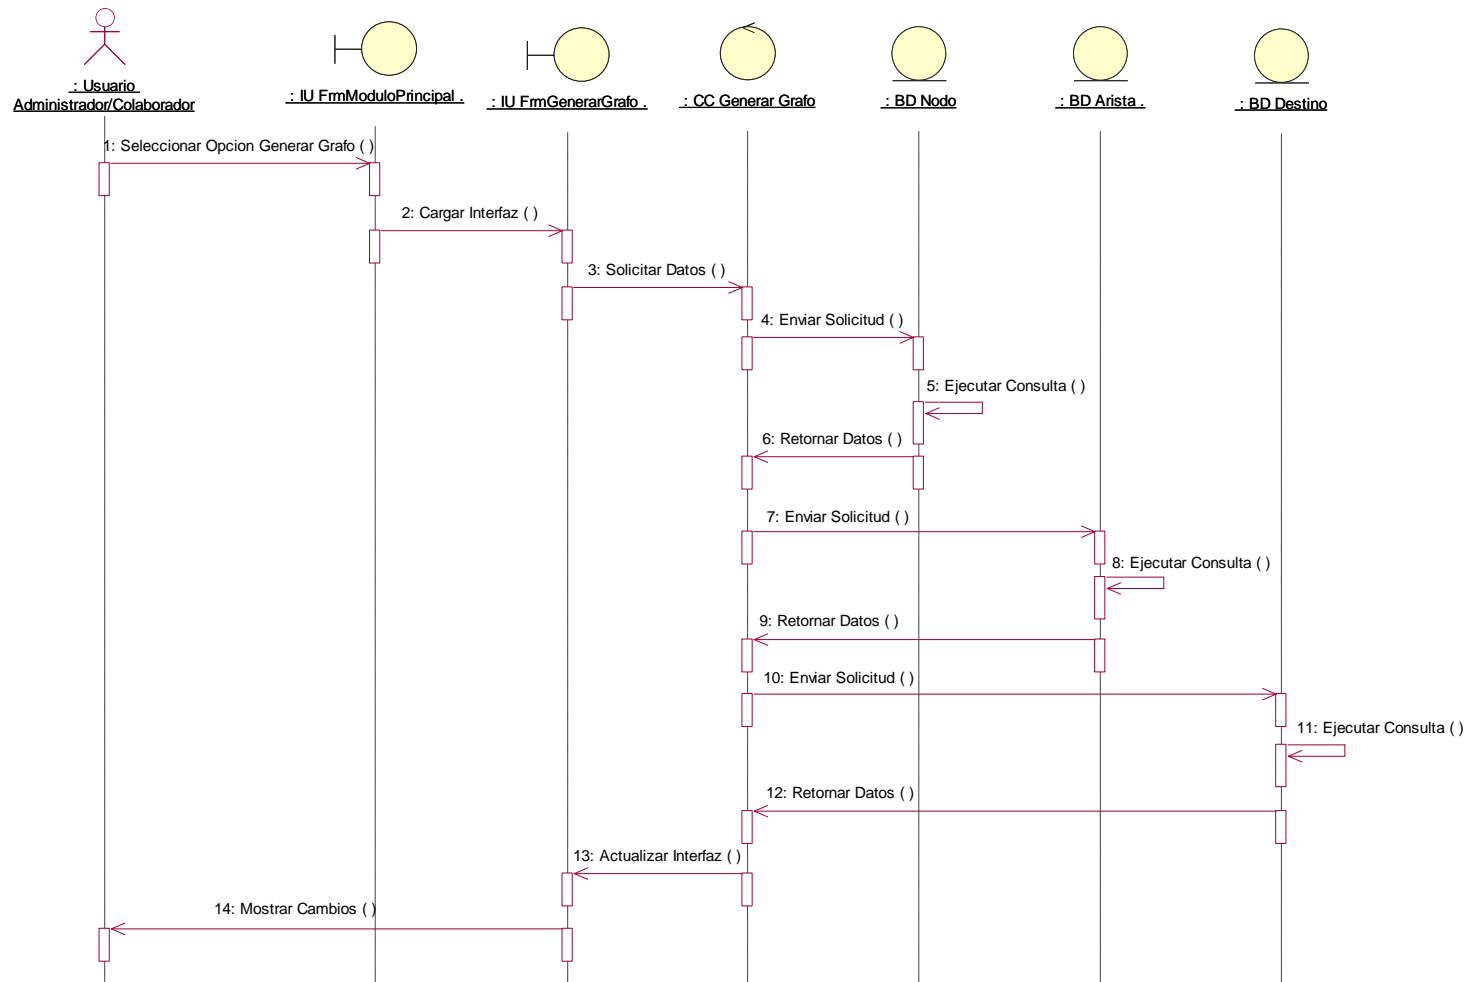 : Usuario
Administrador/Colaborador
: IU FrmModuloPrincipal .
: IU FrmGenerarGrafo .
: CC Generar Grafo
: BD Nodo
: BD Arista .
: BD Destino
1: Seleccionar Opcion Generar Grafo ( )
2: Cargar Interfaz ( )
3: Solicitar Datos ( )
4: Enviar Solicitud ( )
5: Ejecutar Consulta ( )
6: Retornar Datos ( )
7: Enviar Solicitud ( )
8: Ejecutar Consulta ( )
9: Retornar Datos ( )
10: Enviar Solicitud ( )
11: Ejecutar Consulta ( )
12: Retornar Datos ( )
13: Actualizar Interfaz ( )
14: Mostrar Cambios ( )